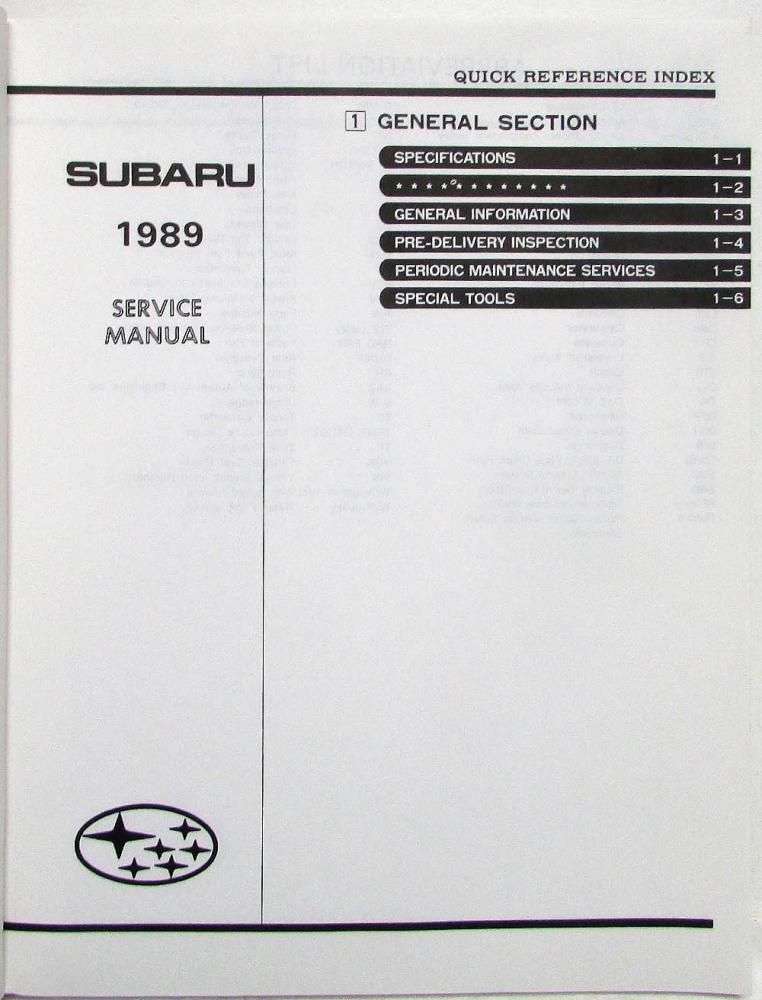 QUICK REFERENCE INDEX
SUBARU
1989
SERVICE
MANUAL
1 GENERAL SECTION
SPECIFICATIONS 1-1
* * * * * * * * * * * * 1-2
GENERAL INFORMATION 1-3
PRE-DELIVERY INSPECTION 1-4
PERIODIC MAINTENANCE SERVICES 1-5
SPECIAL TOOLS 1-6